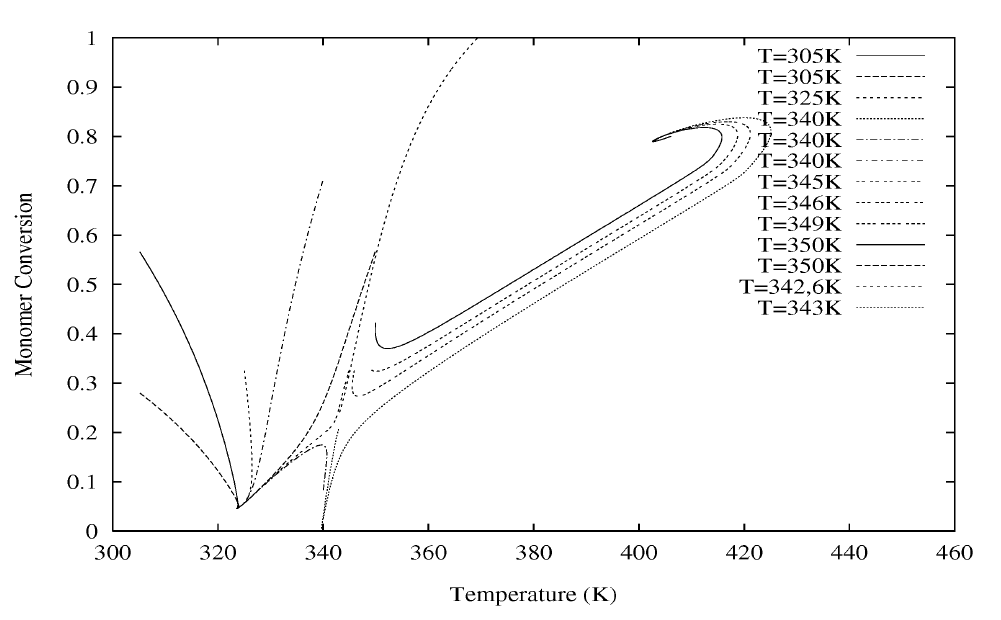 1
0.9
0.8
0.7
0.6
0.5
0.4
0.3
0.2
0.1
0
Monomer Conversion
300 320 340 360 380 400 420 440 460
Temperature (K)
T=305K
T=305K
T=325K
T=340K
T=340K
T=340K
T=345K
T=346K
T=349K
T=350K
T=350K
T=342,6K
T=343K